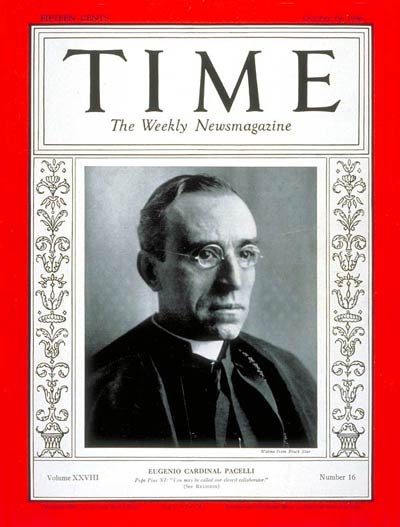 FIFTEEN CENTS
TIME
The Weekly Newsmagazine
EUGENIO CARDINAL PACELLI
Volume XXVIII
Pope Pius XI: "You may be called our closest collaborator."
Number 16
(See RELIGION)